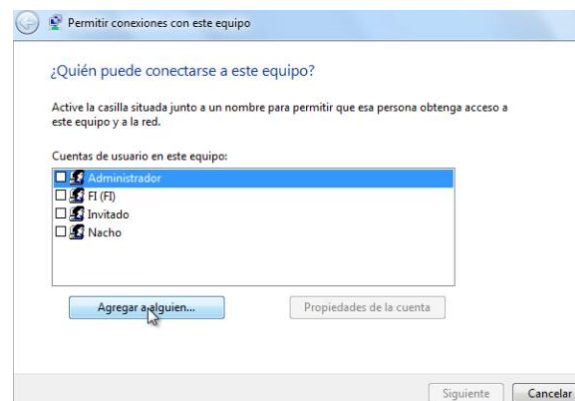 Permitir conexiones con este equipo
¿Quién puede conectarse a este equipo?
Active la casilla situada junto a un nombre para permitir que esa persona obtenga acceso a
este equipo y a la red.
Cuentas de usuario en este equipo:
Administrador
FI (FI)
Invitado
Nacho
Agregar a alguien...
Propiedades de la cuenta
Siguiente
Cancelar